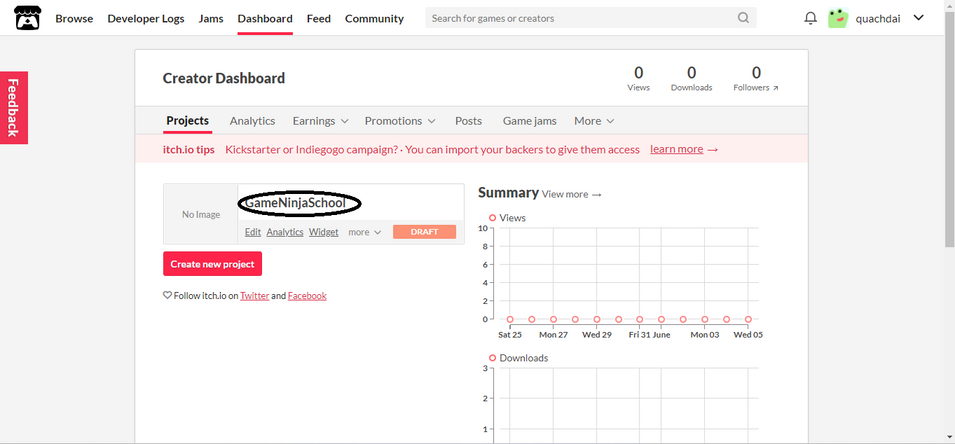 Browse Developer Logs Jams Dashboard Feed Community Search for games or creators quachdai
Feedback
Creator Dashboard
0 0 0
Views Downloads Followers ↗
Projects Analytics Earnings Promotions Posts Game jams More
itch.io tips Kickstarter or Indiegogo campaign? · You can import your backers to give them access learn more →
No Image
GameNinjaSchool
Edit Analytics Widget more DRAFT
Create new project
Follow itch.io on Twitter and Facebook
Summary View more →
Views
10
8
6
4
2
0
Sat 25 Mon 27 Wed 29 Fri 31 June Mon 03 Wed 05
Downloads
3
2
1